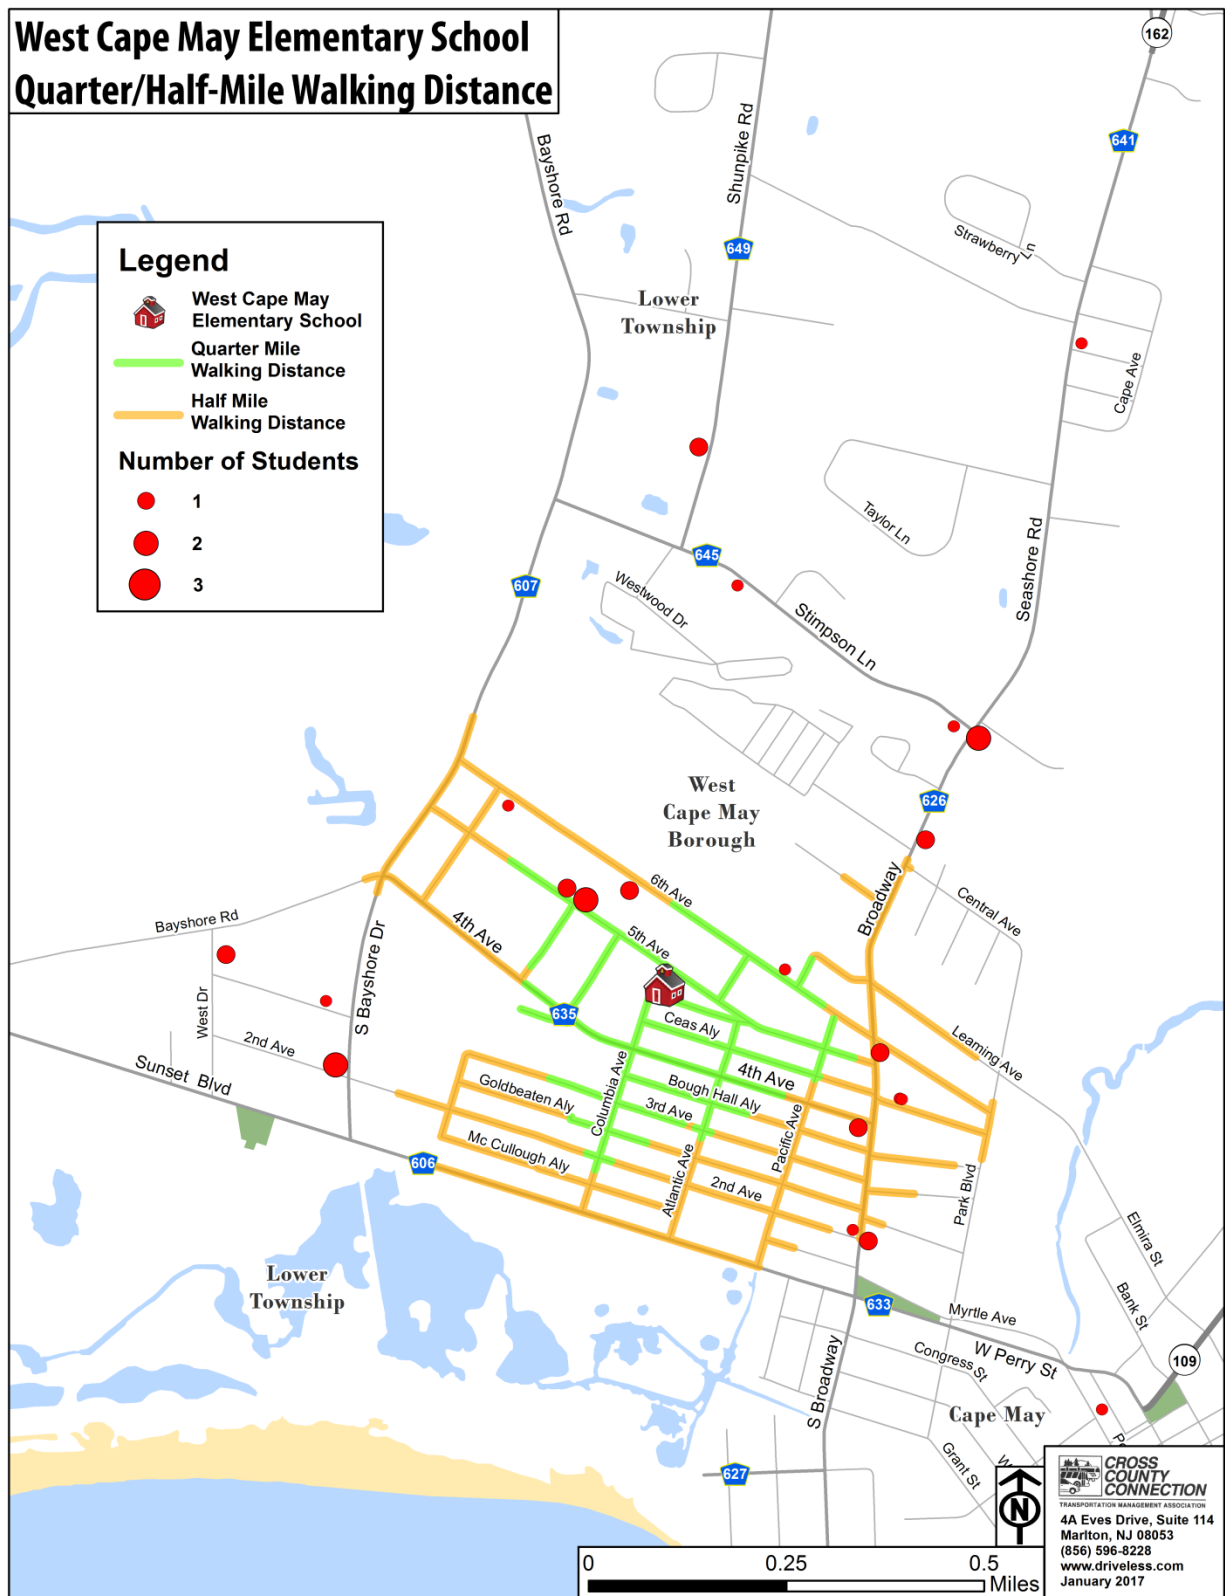 West Cape May Elementary School
Quarter/Half-Mile Walking Distance
162
Bayshore Rd
Shunpike Rd
641
649
Strawberry Ln
Legend
West Cape May
Elementary School
Quarter Mile
Walking Distance
Half Mile
Walking Distance
Number of Students
1
2
3
Lower
Township
Cape Ave
Taylor Ln
Seashore Rd
645
607
Westwood Dr
Stimpson Ln
West
Cape May
Borough
626
Broadway
6th Ave
Central Ave
Bayshore Rd
4th Ave
5th Ave
S Bayshore Dr
West Dr
635
Ceas Aly
Learning Ave
2nd Ave
Sunset Blvd
4th Ave
Goldbeaten Aly
Columbia Ave
Bough Hall Aly
3rd Ave
Pacific Ave
Mc Cullough Aly
606
Atlantic Ave
2nd Ave
Park Blvd
Elmira St
Lower
Township
Bank St
633
Myrtle Ave
W Perry St
Congress St
109
S Broadway
Cape May
Grant St
627
N
CROSS
COUNTY
CONNECTION
TRANSPORTATION MANAGEMENT ASSOCIATION
4A Eves Drive, Suite 114
Marlton, NJ 08053
(856) 596-8228
www.driveless.com
January 2017
0 0.25 0.5
Miles